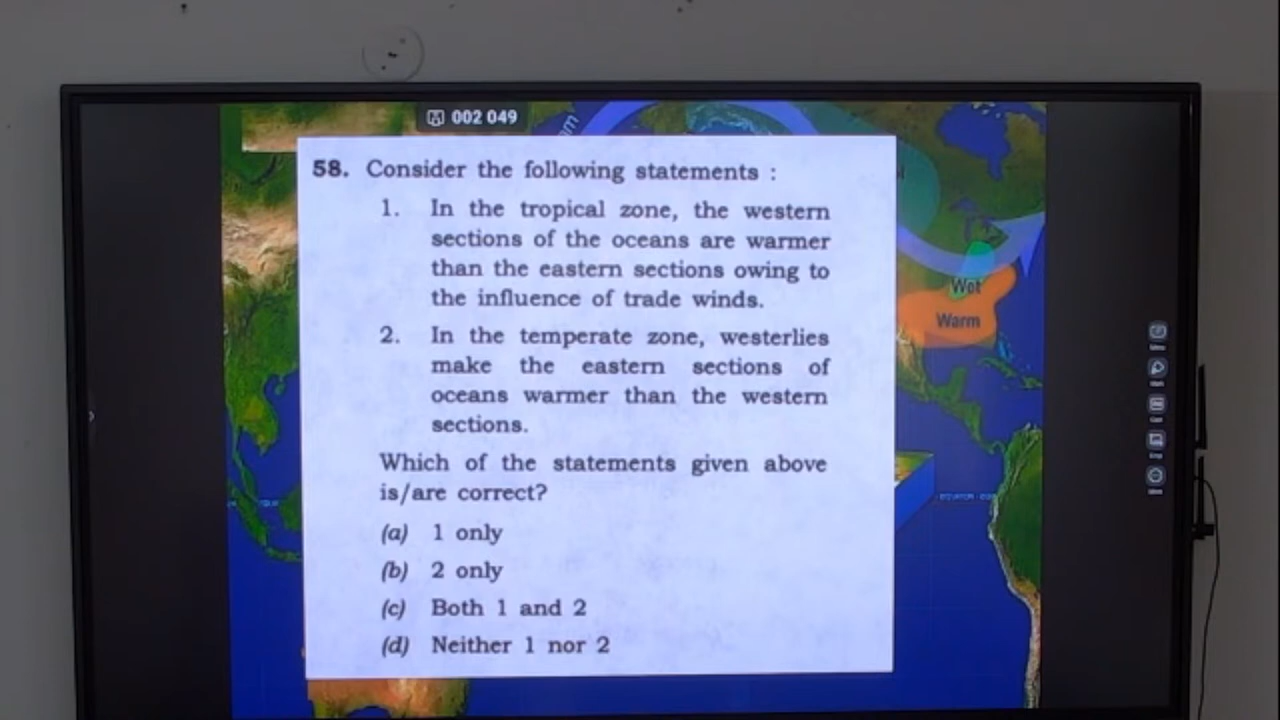 002 049
58. Consider the following statements :
1. In the tropical zone, the western
sections of the oceans are warmer
than the eastern sections owing to
the influence of trade winds.
2. In the temperate zone, westerlies
make the eastern sections of
oceans warmer than the western
sections.
Which of the statements given above
is/are correct?
(a) 1 only
(b) 2 only
(c) Both 1 and 2
(d) Neither 1 nor 2
Wet
Warm